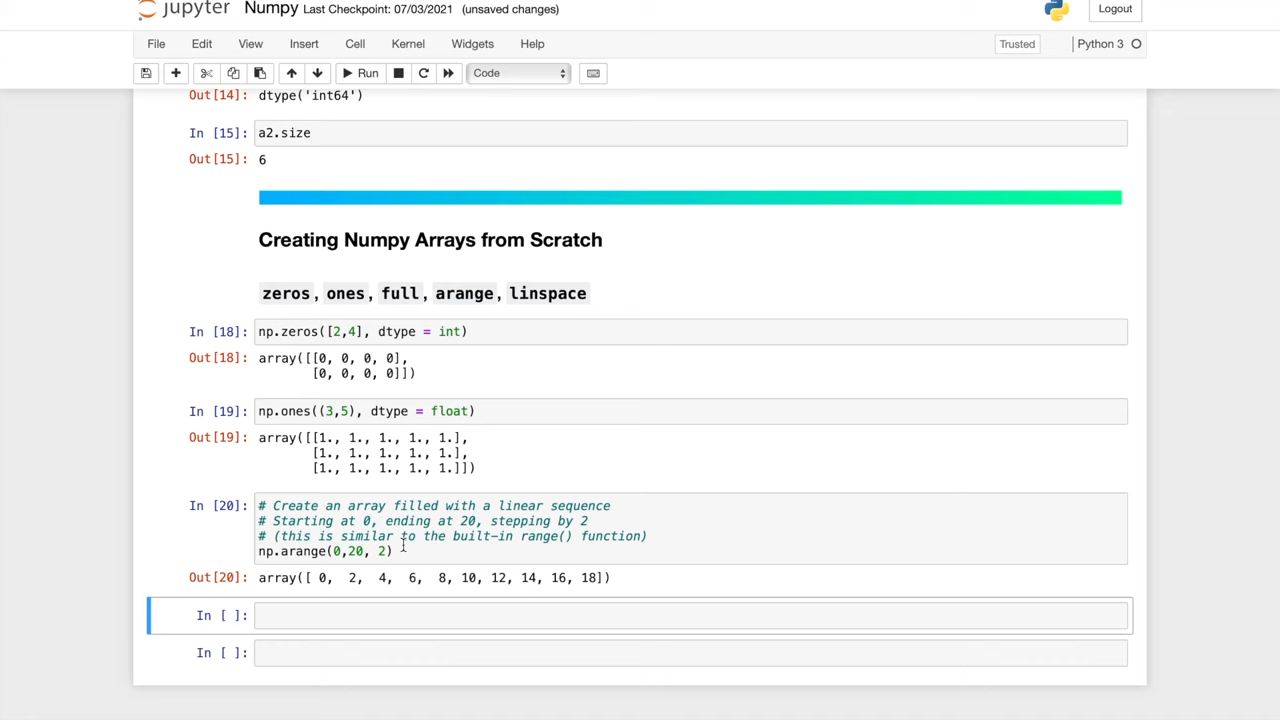 jupyter Numpy Last Checkpoint: 07/03/2021 (unsaved changes) Logout
File Edit View Insert Cell Kernel Widgets Help Trusted Python 3
Run Code
Out[14]: dtype('int64')
In [15]: a2.size
Out[15]: 6
Creating Numpy Arrays from Scratch
zeros, ones, full, arange, linspace
In [18]: np.zeros([2,4], dtype = int)
Out[18]: array([[0, 0, 0, 0],
[0, 0, 0, 0]])
In [19]: np.ones((3,5), dtype = float)
Out[19]: array([[1., 1., 1., 1., 1.],
[1., 1., 1., 1., 1.],
[1., 1., 1., 1., 1.]])
In [20]: # Create an array filled with a linear sequence
# Starting at 0, ending at 20, stepping by 2
# (this is similar to the built-in range() function)
np.arange(0,20, 2)
Out[20]: array([ 0, 2, 4, 6, 8, 10, 12, 14, 16, 18])
In [ ]:
In [ ]: